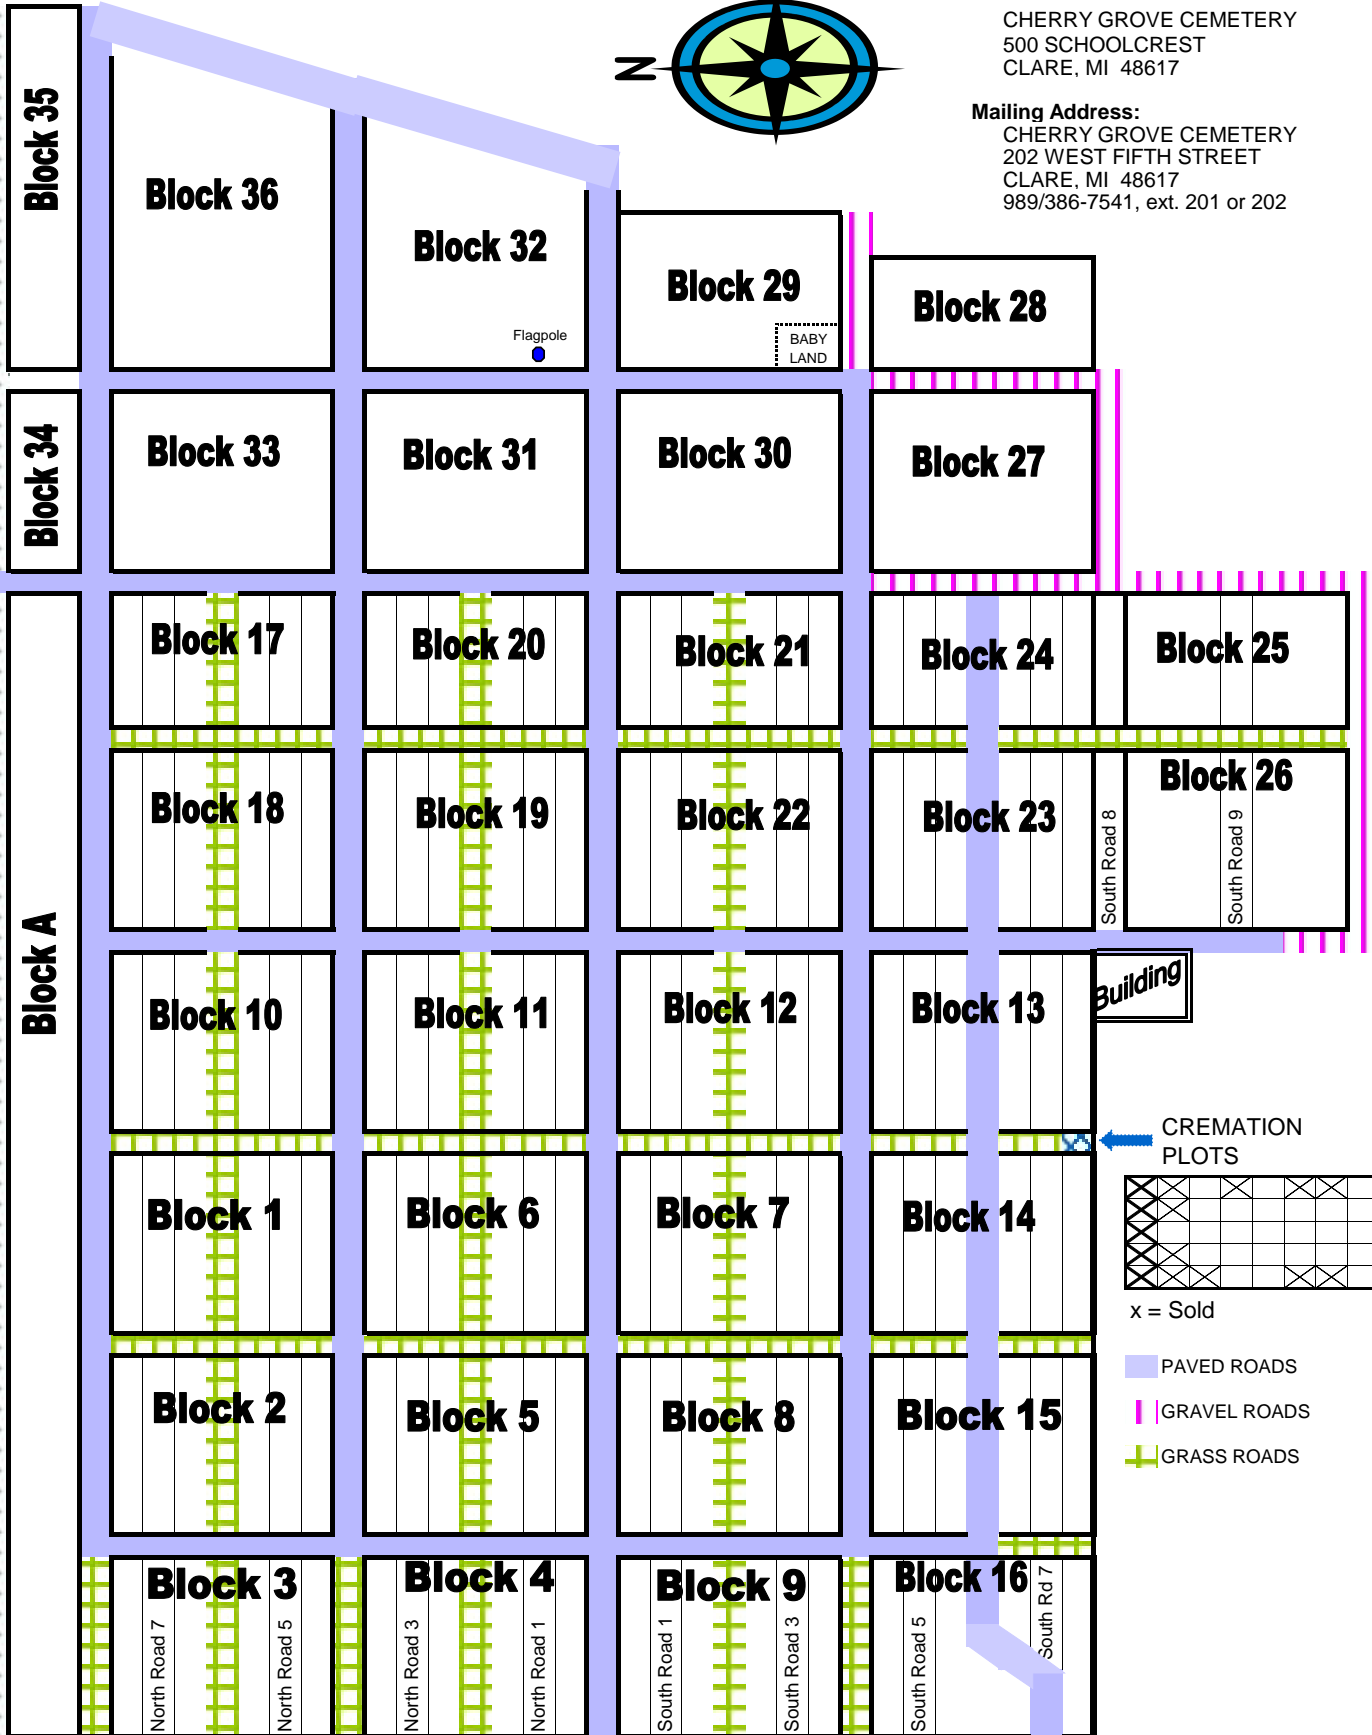 N
CHERRY GROVE CEMETERY
500 SCHOOLCREST
CLARE, MI 48617
Mailing Address:
CHERRY GROVE CEMETERY
202 WEST FIFTH STREET
CLARE, MI 48617
989/386-7541, ext. 201 or 202
Block 35
Block 36
Block 32
Block 29
Block 28
Flagpole
BABY
LAND
Block 34
Block 33
Block 31
Block 30
Block 27
Block 17
Block 20
Block 21
Block 24
Block 25
Block 18
Block 19
Block 22
Block 23
Block 26
South Road 8
South Road 9
Block A
Block 10
Block 11
Block 12
Block 13
Building
CREMATION
PLOTS
Block 1
Block 6
Block 7
Block 14
x = Sold
PAVED ROADS
GRAVEL ROADS
GRASS ROADS
Block 2
Block 5
Block 8
Block 15
Block 3
Block 4
Block 9
Block 16
North Road 7
North Road 5
North Road 3
North Road 1
South Road 1
South Road 3
South Road 5
South Rd 7